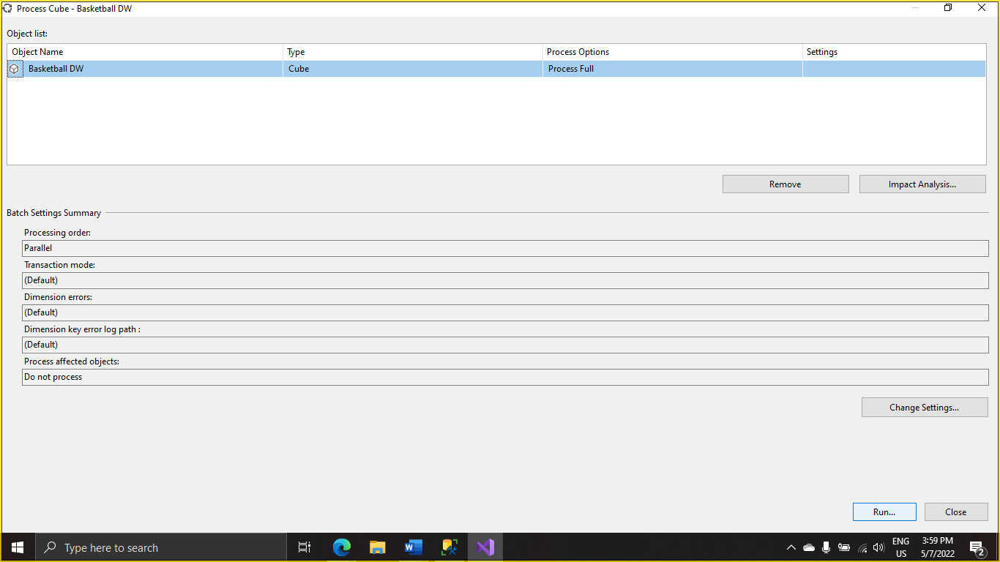 Process Cube - Basketball DW
Object list:
Object Name Type Process Options Settings
Basketball DW Cube Process Full
Remove Impact Analysis...
Batch Settings Summary
Processing order:
Parallel
Transaction mode:
(Default)
Dimension errors:
(Default)
Dimension key error log path :
(Default)
Process affected objects:
Do not process
Change Settings...
Run... Close
Type here to search
ENG
US
3:59 PM
5/7/2022
2